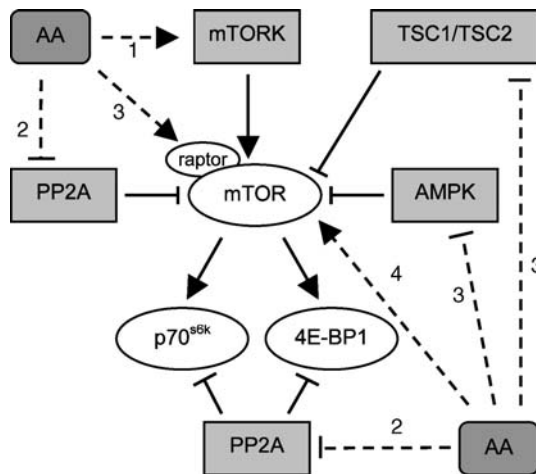 AA
1
mTORK
TSC1/TSC2
2
3
raptor
PP2A
mTOR
AMPK
4
3
3
p70s6k
4E-BP1
PP2A
2
AA